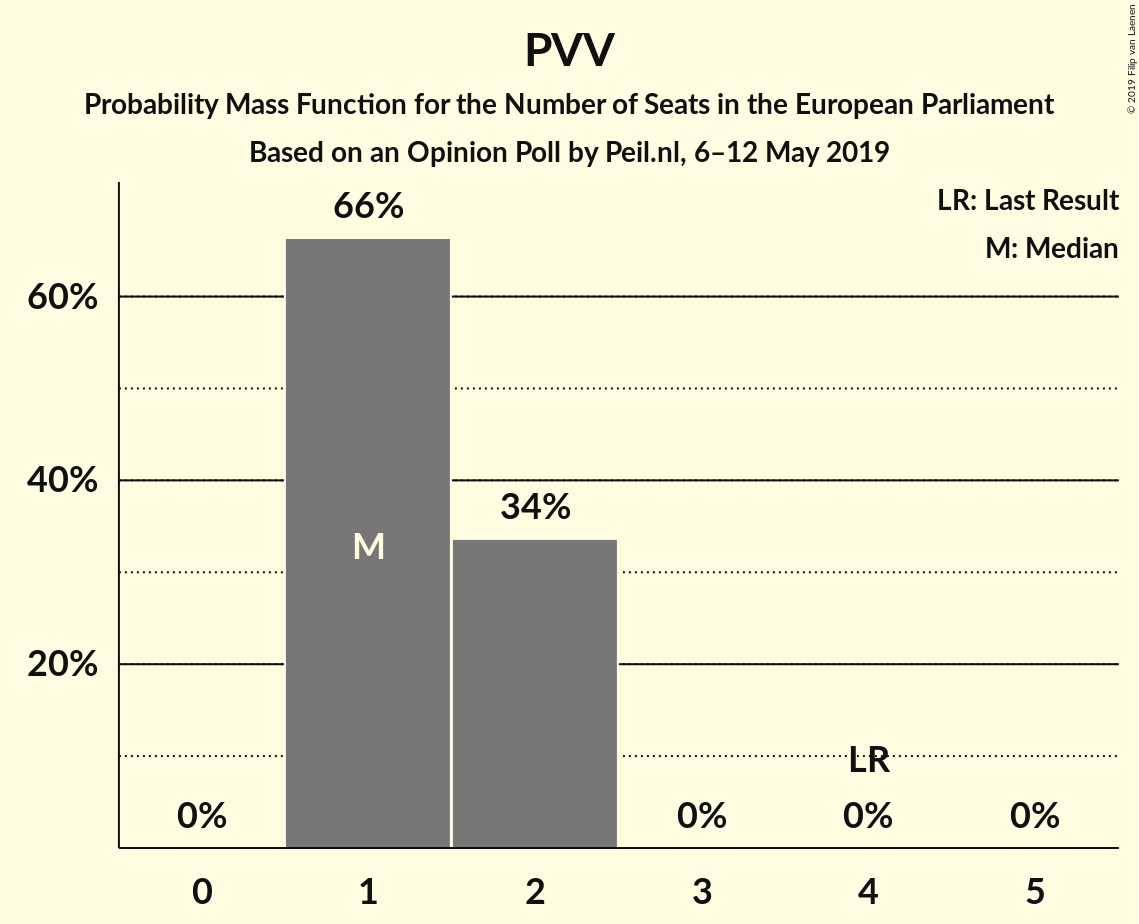 PVV
Probability Mass Function for the Number of Seats in the European Parliament
Based on an Opinion Poll by Peil.nl, 6–12 May 2019
© 2019 Filip van Laenen
LR: Last Result
M: Median
66%
60%
40%
34%
M
20%
LR
0%
0%
0%
0%
0 1 2 3 4 5